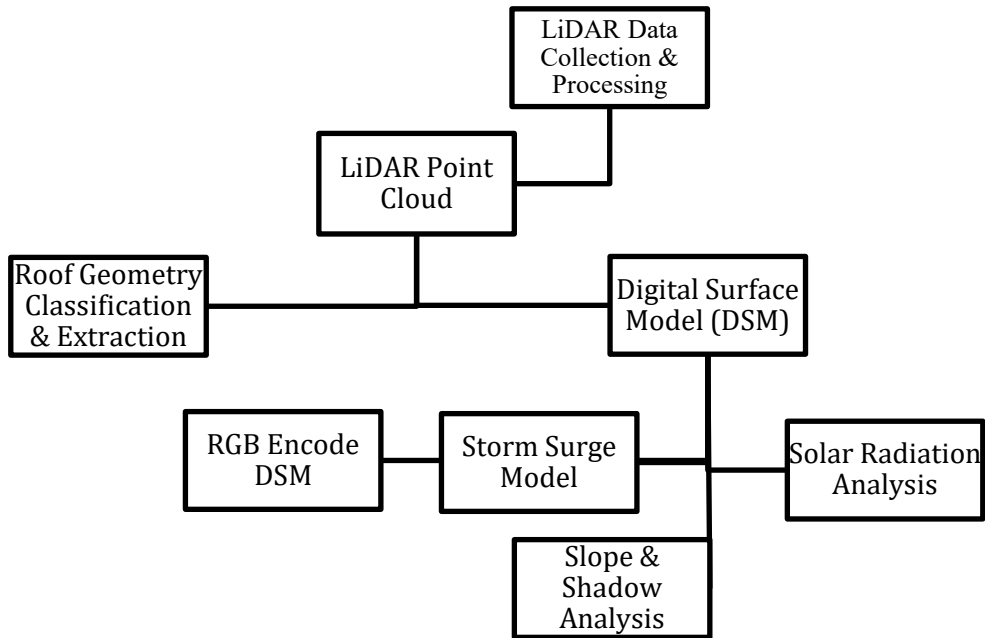 LiDAR Data
Collection &
Processing
LiDAR Point
Cloud
Roof Geometry
Classification
& Extraction
Digital Surface
Model (DSM)
RGB Encode
DSM
Storm Surge
Model
Solar Radiation
Analysis
Slope &
Shadow
Analysis